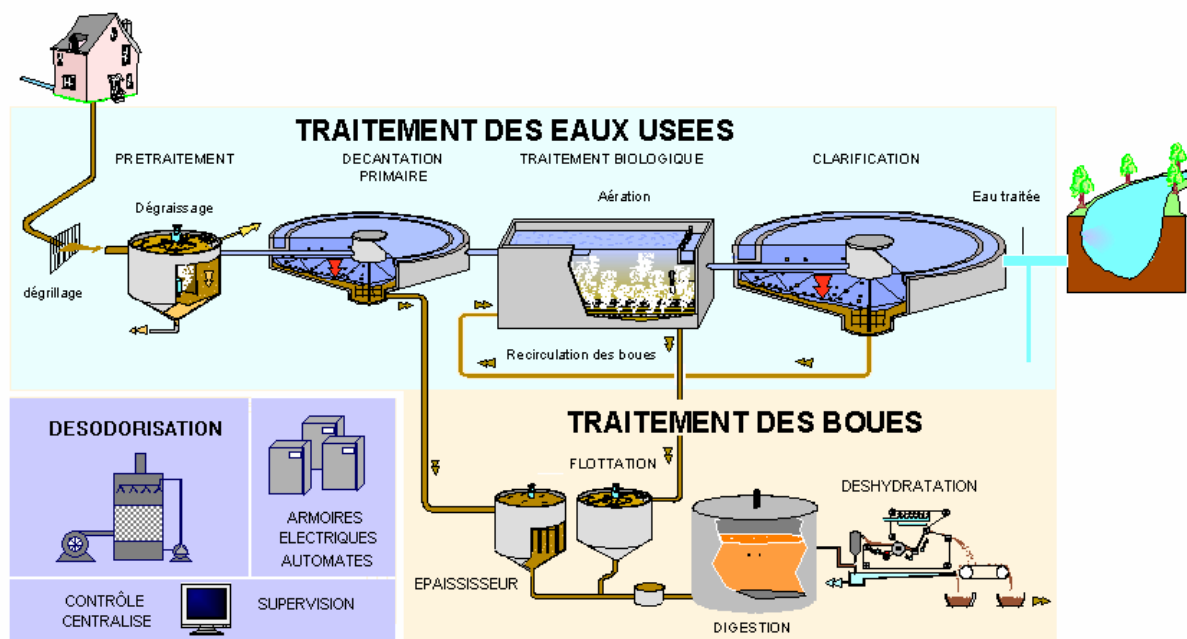 TRAITEMENT DES EAUX USEES
PRETRAITEMENT
DECANTATION
PRIMAIRE
TRAITEMENT BIOLOGIQUE
CLARIFICATION
Dégraissage
Aération
Eau traitée
dégrillage
Recirculation des boues
DESODORISATION
ARMOIRES
ELECTRIQUES
AUTOMATES
CONTRÔLE
CENTRALISE
SUPERVISION
TRAITEMENT DES BOUES
FLOTTATION
DESHYDRATATION
EPAISSISSEUR
DIGESTION